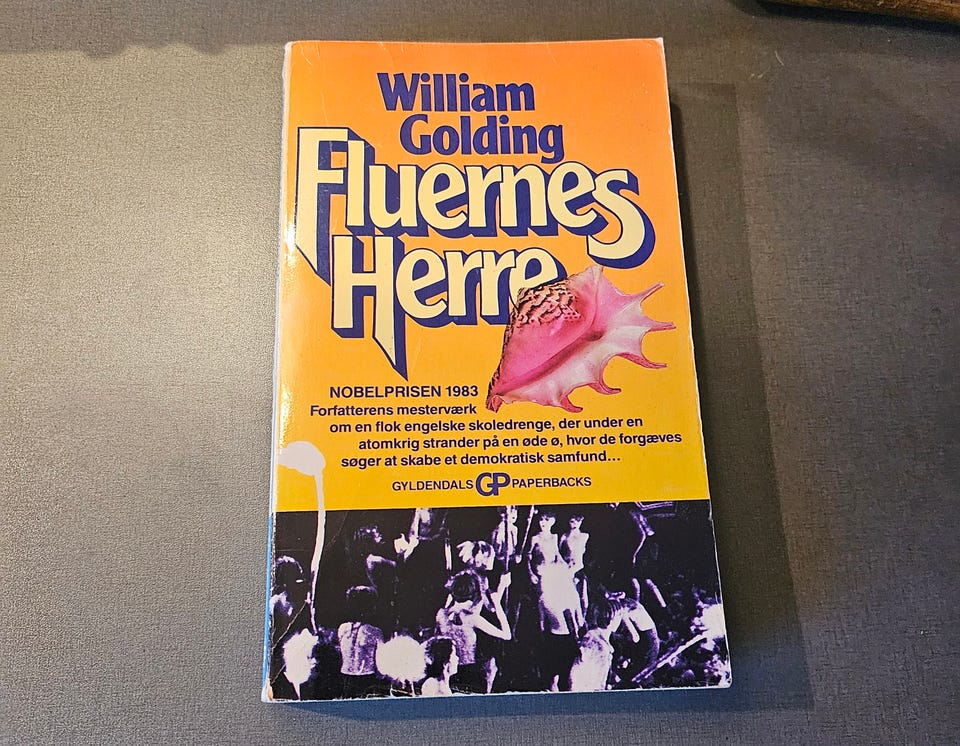 William
Golding
Fluernes
Herre
NOBELPRISEN 1983
Forfatterens mesterværk
om en flok engelske skoledrenge, der under en
atomkrig strander på en øde ø, hvor de forgæves
søger at skabe et demokratisk samfund...
GYLDENDALS GP PAPERBACKS